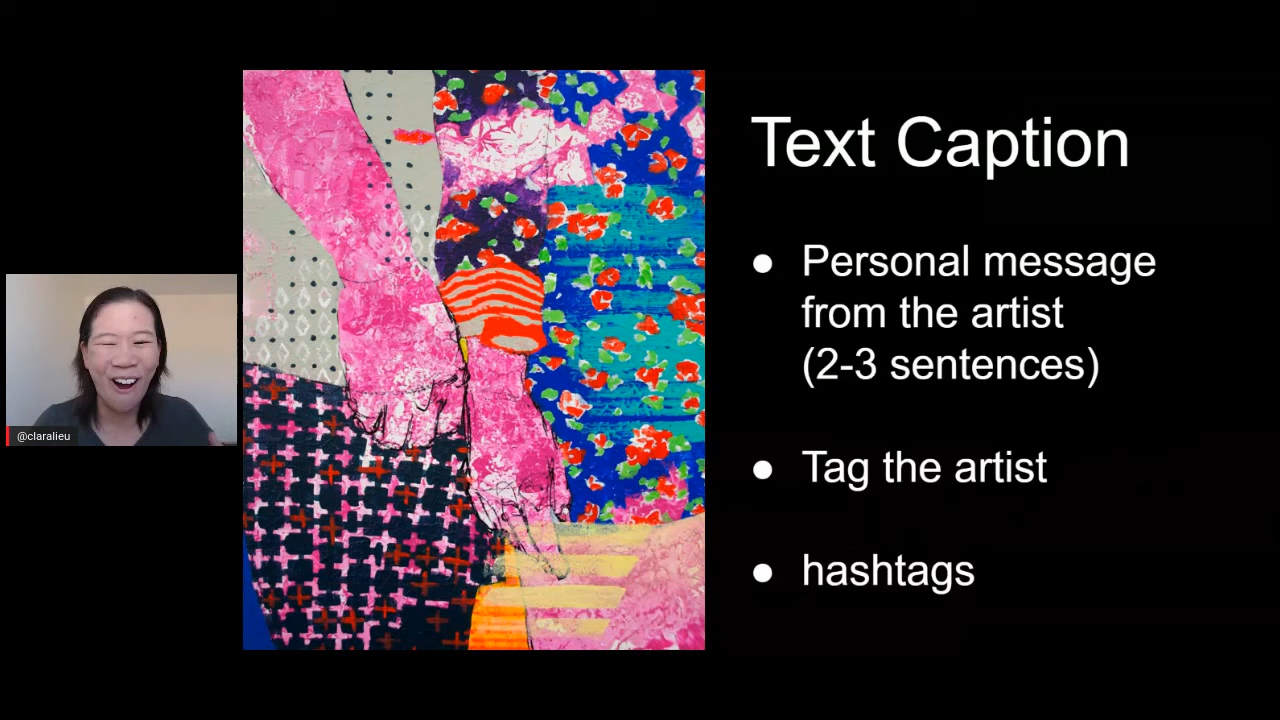 Text Caption
● Personal message
from the artist
(2-3 sentences)
● Tag the artist
● hashtags
@claralieu